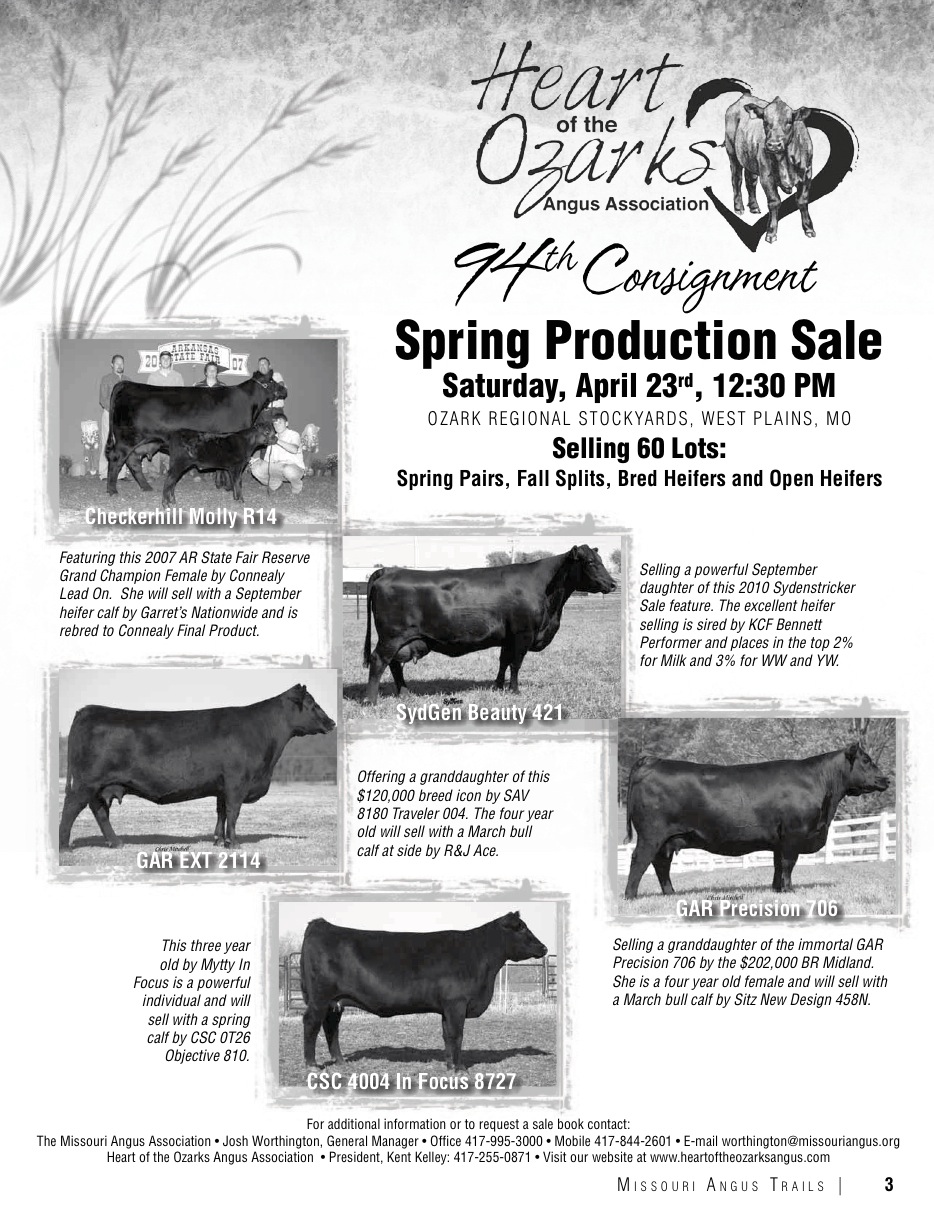 Heart
of the
Ozarks
Angus Association
94th Consignment
Spring Production Sale
Saturday, April 23rd, 12:30 PM
OZARK REGIONAL STOCKYARDS, WEST PLAINS, MO
Selling 60 Lots:
Spring Pairs, Fall Splits, Bred Heifers and Open Heifers
ARKANSAS
20 STATE FAIR 07
Checkerhill Molly R14
Featuring this 2007 AR State Fair Reserve
Grand Champion Female by Connealy
Lead On. She will sell with a September
heifer calf by Garret's Nationwide and is
rebred to Connealy Final Product.
SydGen
SydGen Beauty 421
Selling a powerful September
daughter of this 2010 Sydenstricker
Sale feature. The excellent heifer
selling is sired by KCF Bennett
Performer and places in the top 2%
for Milk and 3% for WW and YW.
Chris Mitchell
GAR EXT 2114
Offering a granddaughter of this
$120,000 breed icon by SAV
8180 Traveler 004. The four year
old will sell with a March bull
calf at side by R&J Ace.
Chris Mitchell
GAR Precision 706
Selling a granddaughter of the immortal GAR
Precision 706 by the $202,000 BR Midland.
She is a four year old female and will sell with
a March bull calf by Sitz New Design 458N.
This three year
old by Mytty In
Focus is a powerful
individual and will
sell with a spring
calf by CSC 0T26
Objective 810.
CSC 4004 In Focus 8727
For additional information or to request a sale book contact:
The Missouri Angus Association • Josh Worthington, General Manager • Office 417-995-3000 • Mobile 417-844-2601 • E-mail worthington@missouriangus.org
Heart of the Ozarks Angus Association • President, Kent Kelley: 417-255-0871 • Visit our website at www.heartoftheozarksangus.com
Missouri Angus Trails | 3